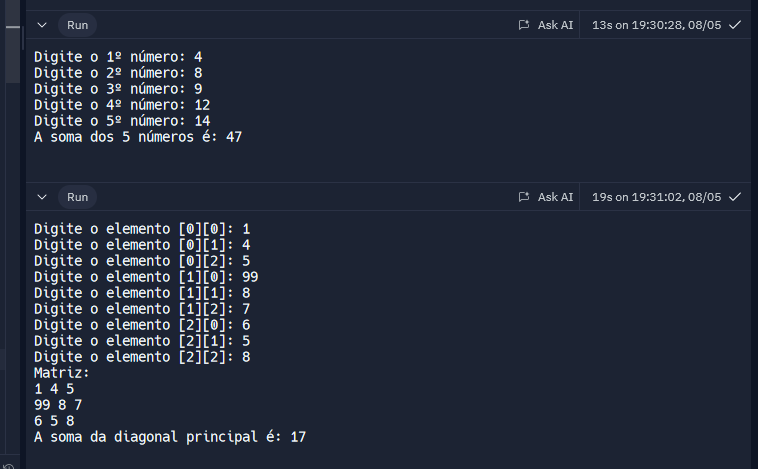 Run Ask AI 13s on 19:30:28, 08/05
Digite o 1º número: 4
Digite o 2º número: 8
Digite o 3º número: 9
Digite o 4º número: 12
Digite o 5º número: 14
A soma dos 5 números é: 47
Run Ask AI 19s on 19:31:02, 08/05
Digite o elemento [0][0]: 1
Digite o elemento [0][1]: 4
Digite o elemento [0][2]: 5
Digite o elemento [1][0]: 99
Digite o elemento [1][1]: 8
Digite o elemento [1][2]: 7
Digite o elemento [2][0]: 6
Digite o elemento [2][1]: 5
Digite o elemento [2][2]: 8
Matriz:
1 4 5
99 8 7
6 5 8
A soma da diagonal principal é: 17